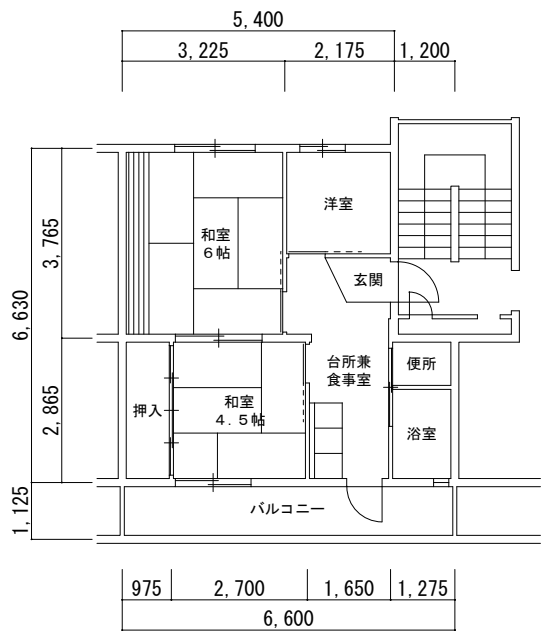 5,400
3,225
2,175
1,200
洋室
和室
6帖
玄関
3,765
6,630
2,865
1,125
台所兼
食事室
便所
押入
和室
4.5帖
浴室
バルコニー
975
2,700
1,650
1,275
6,600